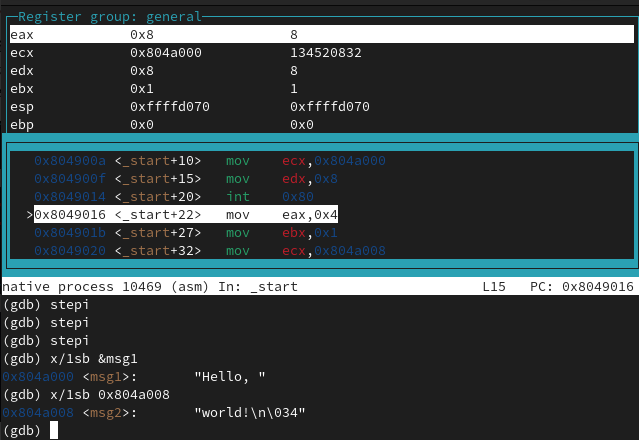 Register group: general
eax 0x8 8
ecx 0x804a000 134520832
edx 0x8 8
ebx 0x1 1
esp 0xffffd070 0xffffd070
ebp 0x0 0x0
0x804900a <_start+10> mov ecx,0x804a000
0x804900f <_start+15> mov edx,0x8
0x8049014 <_start+20> int 0x80
>0x8049016 <_start+22> mov eax,0x4
0x804901b <_start+27> mov ebx,0x1
0x8049020 <_start+32> mov ecx,0x804a008
native process 10469 (asm) In: _start L15 PC: 0x8049016
(gdb) stepi
(gdb) stepi
(gdb) stepi
(gdb) x/1sb &msg1
0x804a000 <msg1>: "Hello, "
(gdb) x/1sb 0x804a008
0x804a008 <msg2>: "world!\n\034"
(gdb)